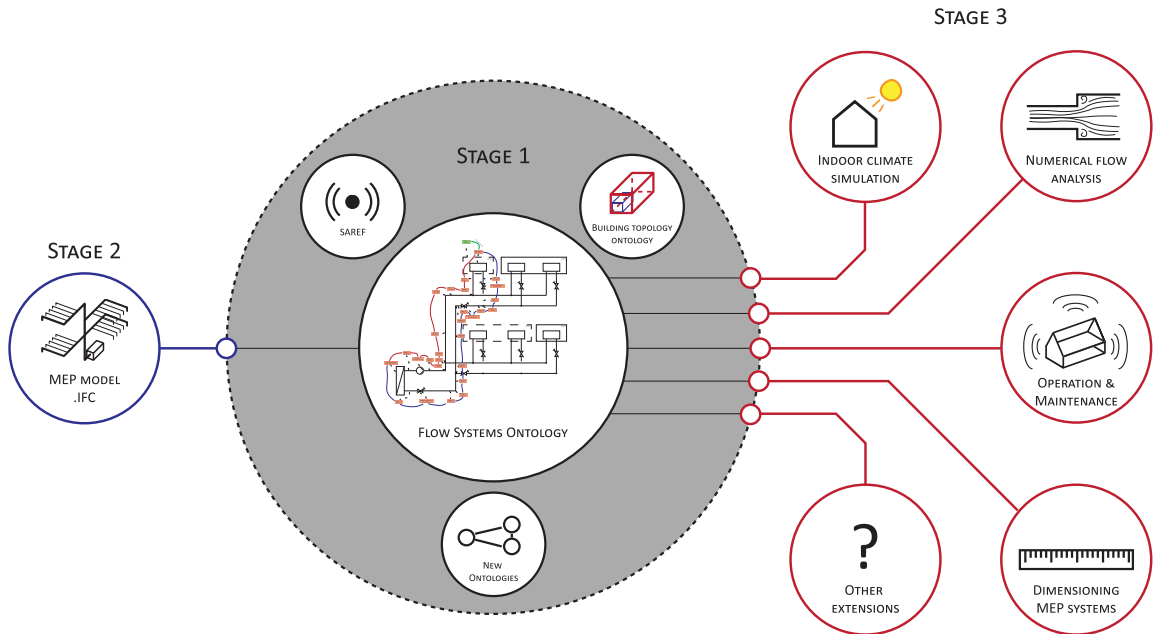 Stage 3
Stage 1
Stage 2
SAREF
Building topology
ontology
Flow Systems Ontology
New
Ontologies
MEP model
.IFC
Indoor climate
simulation
Numerical flow
analysis
Operation &
Maintenance
?
Other
extensions
Dimensioning
MEP systems